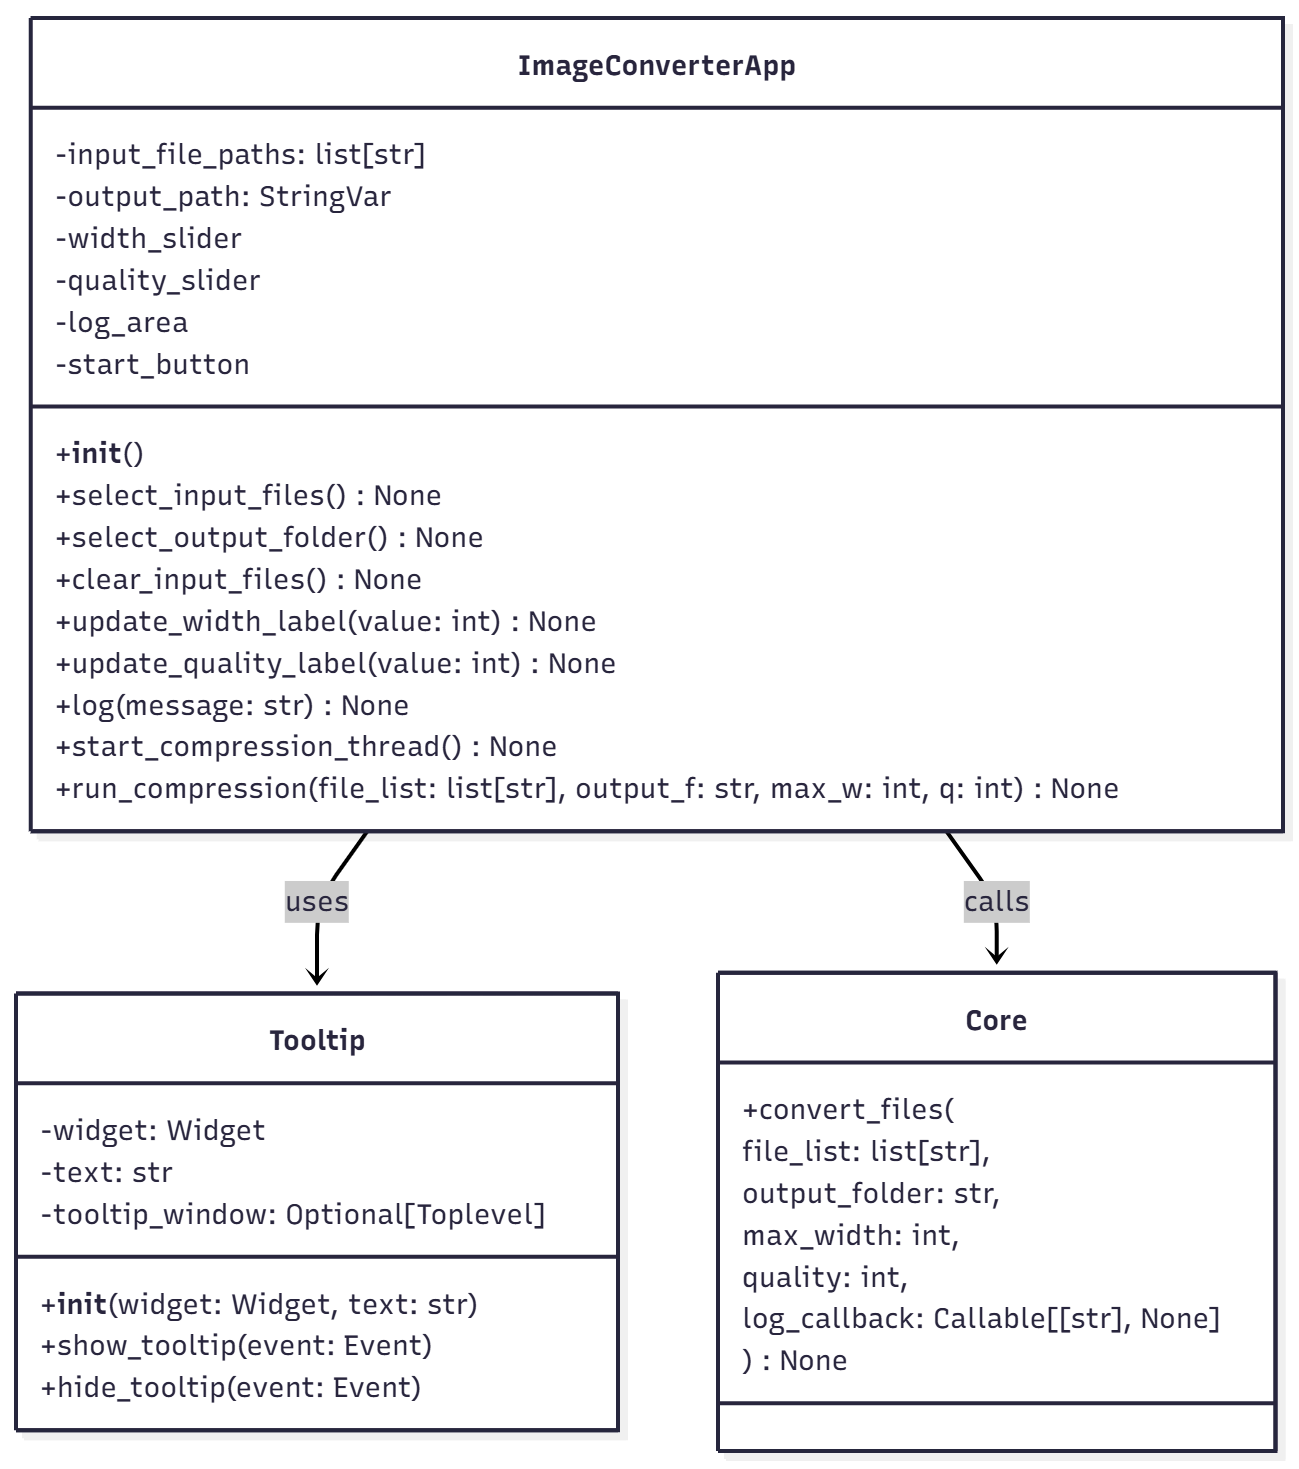 ImageConverterApp
-input_file_paths: list[str]
-output_path: StringVar
-width_slider
-quality_slider
-log_area
-start_button
+init()
+select_input_files() : None
+select_output_folder() : None
+clear_input_files() : None
+update_width_label(value: int) : None
+update_quality_label(value: int) : None
+log(message: str) : None
+start_compression_thread() : None
+run_compression(file_list: list[str], output_f: str, max_w: int, q: int) : None
uses
calls
Tooltip
-widget: Widget
-text: str
-tooltip_window: Optional[Toplevel]
+init(widget: Widget, text: str)
+show_tooltip(event: Event)
+hide_tooltip(event: Event)
Core
+convert_files(
file_list: list[str],
output_folder: str,
max_width: int,
quality: int,
log_callback: Callable[[str], None]
) : None